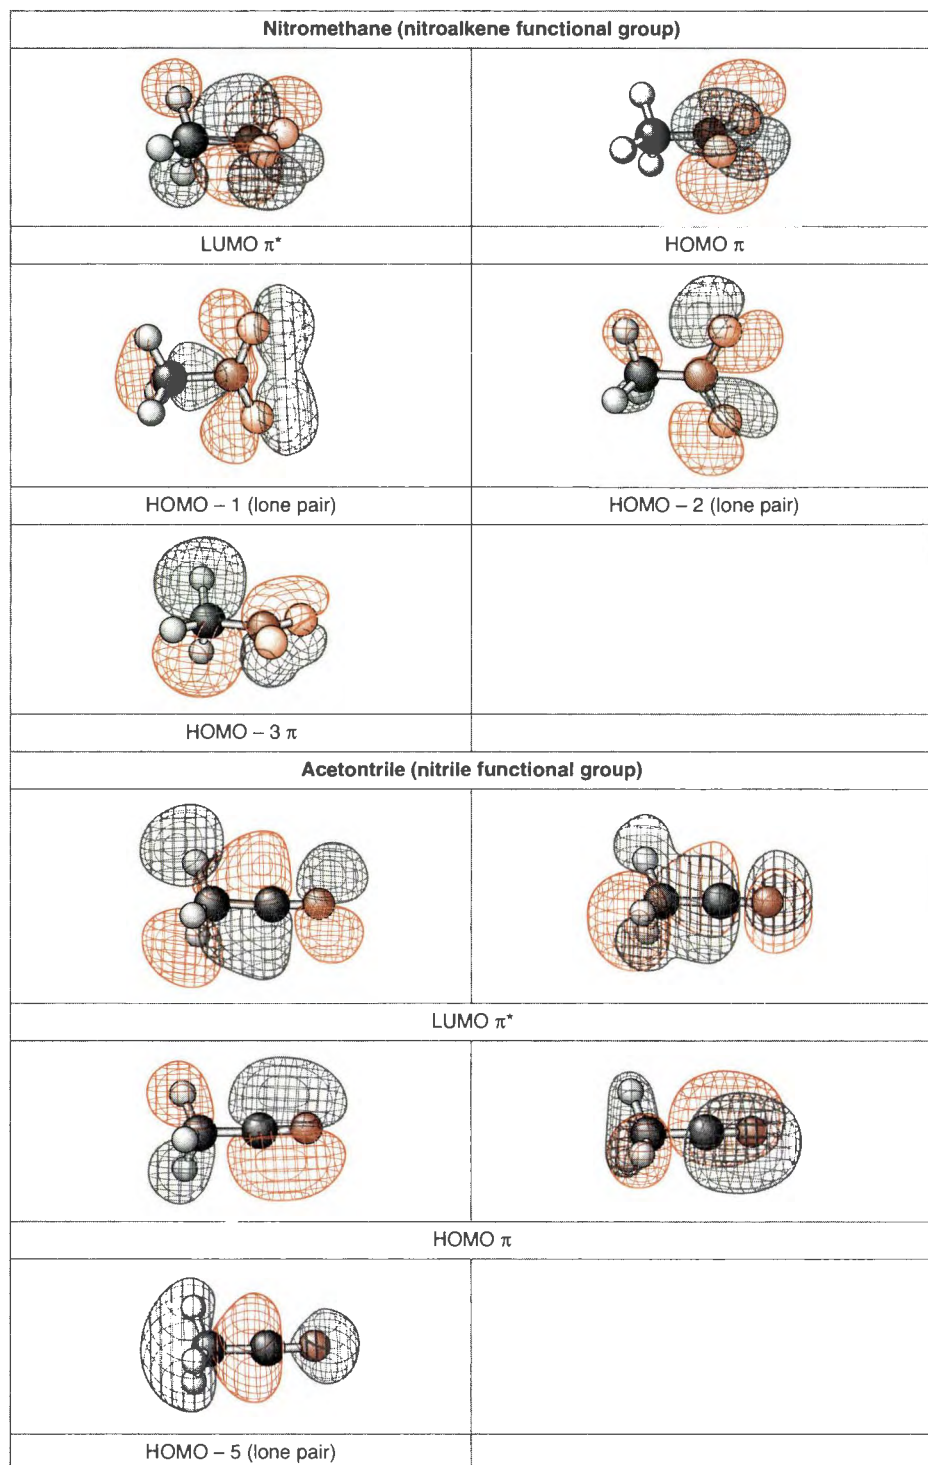 Nitromethane (nitroalkene functional group)
LUMO π*
HOMO π
HOMO – 1 (lone pair)
HOMO – 2 (lone pair)
HOMO – 3 π
Acetontrile (nitrile functional group)
LUMO π*
HOMO π
HOMO – 5 (lone pair)